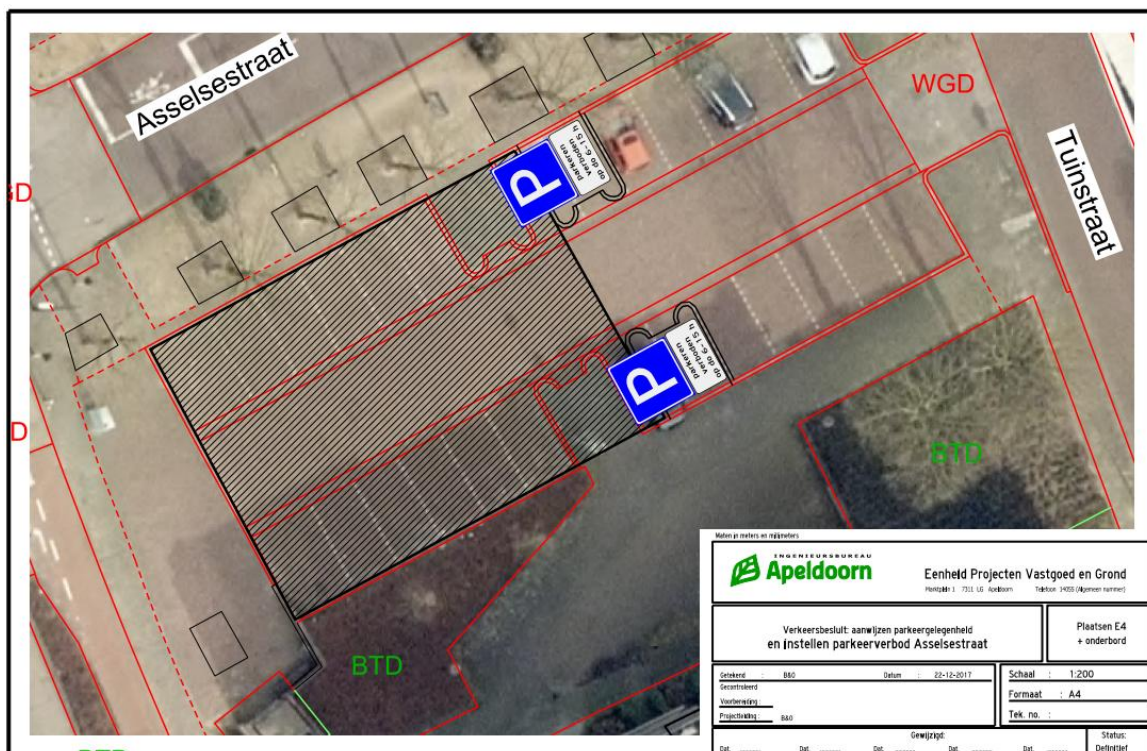 Asselsestraat
WGD
Tuinstraat
P
parkeren
verboden
op do 6-15 h
P
parkeren
verboden
op do 6-15 h
BTD
BTD
Maten in meters en millimeters
INGENIEURSBUREAU
Apeldoorn
Eenheid Projecten Vastgoed en Grond
Marktplein 1 7311 LG Apeldoorn Telefoon 14055 (Algemeen nummer)
Verkeersbesluit: aanwijzen parkeergelegenheid
en instellen parkeerverbod Asselsestraat
Plaatsen E4
+ onderbord
Getekend : B&O Datum : 22-12-2017
Gecontroleerd
Voorbereiding :
Projectleiding : B&O
Schaal : 1:200
Formaat : A4
Tek. no. :
Gewijzigd:
Dat. Dat. Dat. Dat. Dat.
Status:
Definitief